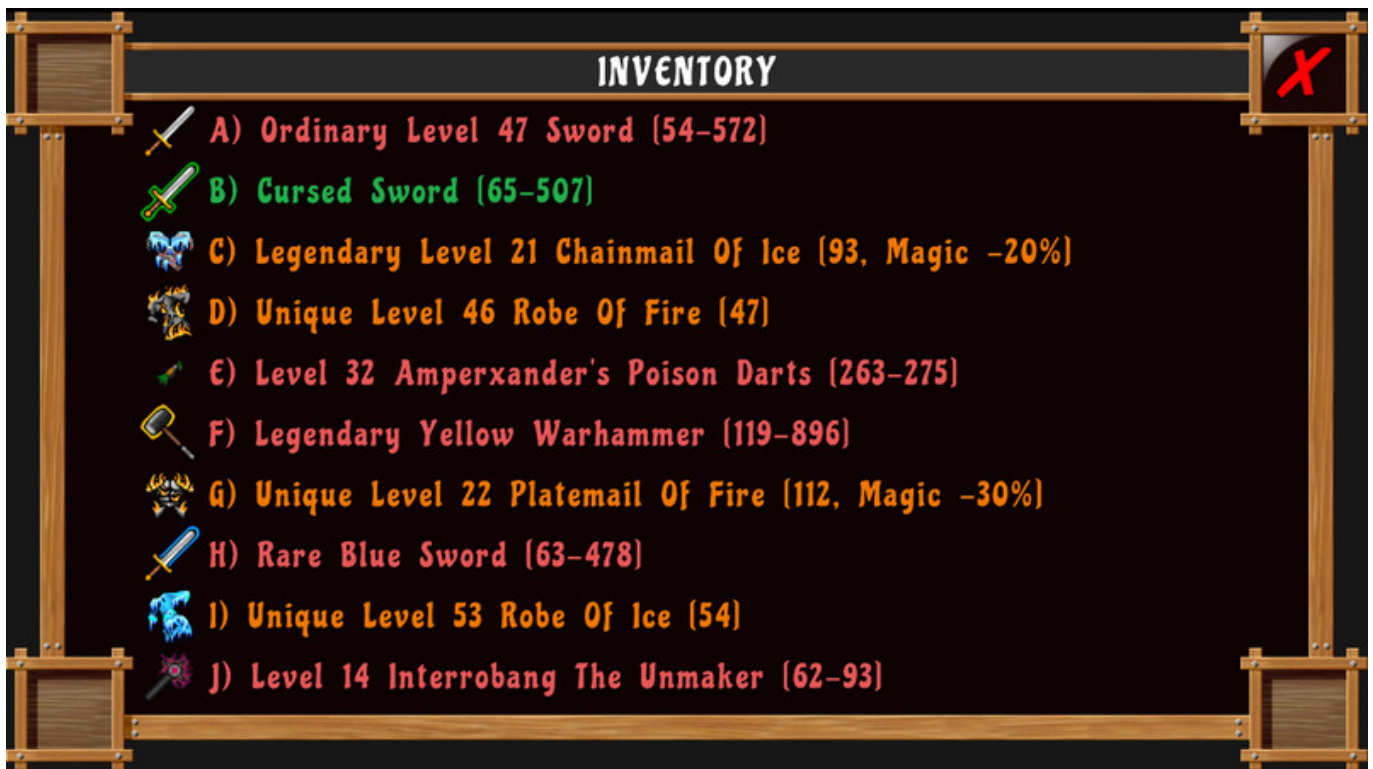 INVENTORY
A) Ordinary Level 47 Sword (54-572)
B) Cursed Sword (65-507)
C) Legendary Level 21 Chainmail Of Ice (93, Magic -20%)
D) Unique Level 46 Robe Of Fire (47)
E) Level 32 Amperxander's Poison Darts (263-275)
F) Legendary Yellow Warhammer (119-896)
G) Unique Level 22 Platemail Of Fire (112, Magic -30%)
H) Rare Blue Sword (63-478)
I) Unique Level 53 Robe Of Ice (54)
J) Level 14 Interrobang The Unmaker (62-93)